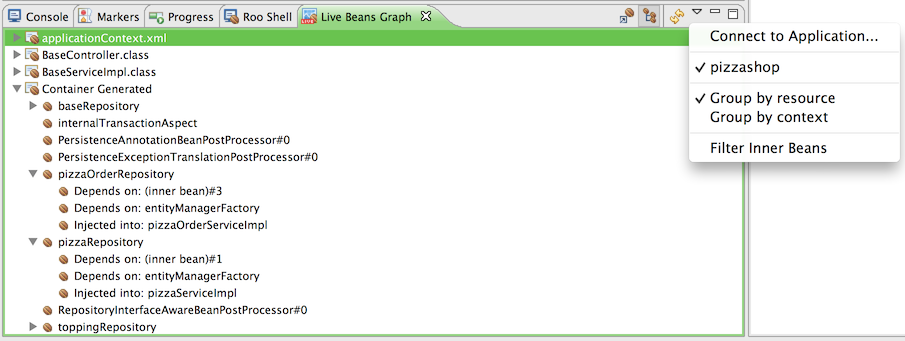 Console Markers Progress Roo Shell Live Beans Graph
applicationContext.xml
BaseController.class
BaseServiceImpl.class
Container Generated
baseRepository
internalTransactionAspect
PersistenceAnnotationBeanPostProcessor#0
PersistenceExceptionTranslationPostProcessor#0
pizzaOrderRepository
Depends on: (inner bean)#3
Depends on: entityManagerFactory
Injected into: pizzaOrderServiceImpl
pizzaRepository
Depends on: (inner bean)#1
Depends on: entityManagerFactory
Injected into: pizzaServiceImpl
RepositoryInterfaceAwareBeanPostProcessor#0
toppingRepository
Connect to Application...
pizzashop
Group by resource
Group by context
Filter Inner Beans